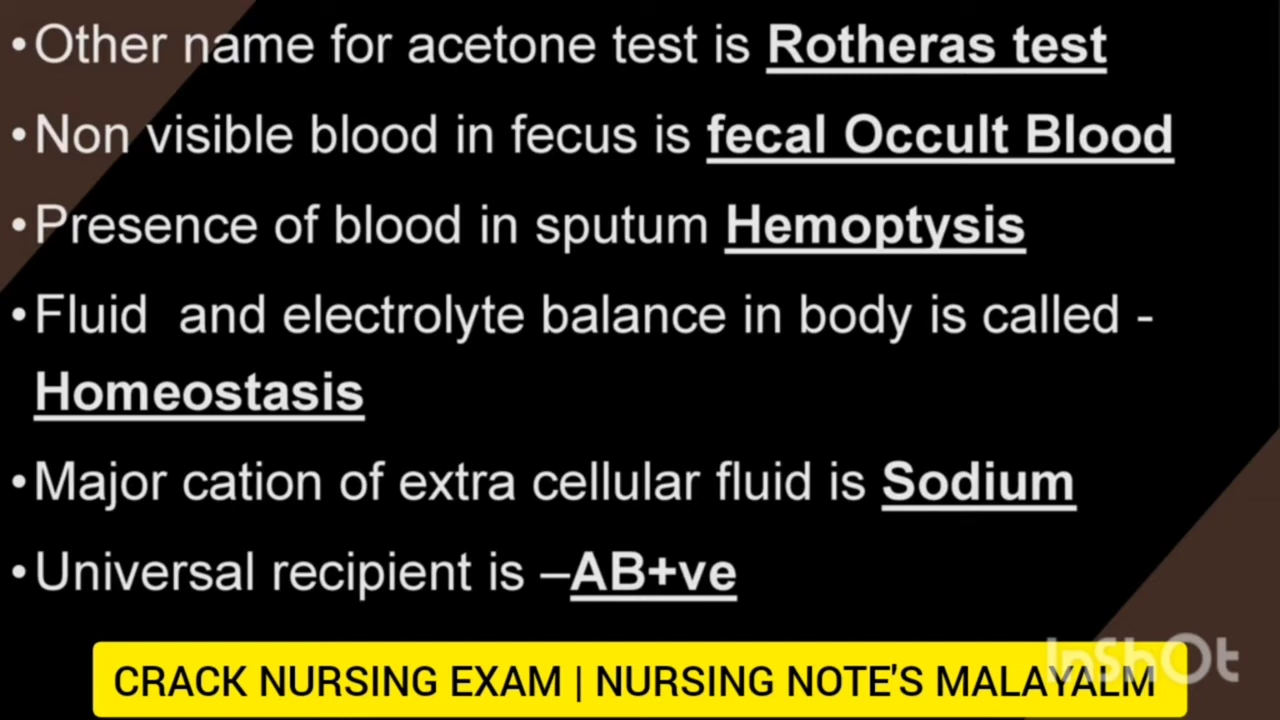 •Other name for acetone test is Rotheras test
•Non visible blood in fecus is fecal Occult Blood
•Presence of blood in sputum Hemoptysis
•Fluid  and electrolyte balance in body is called -
Homeostasis
•Major cation of extra cellular fluid is Sodium
•Universal recipient is –AB+ve
InShOt
CRACK NURSING EXAM | NURSING NOTE'S MALAYALM